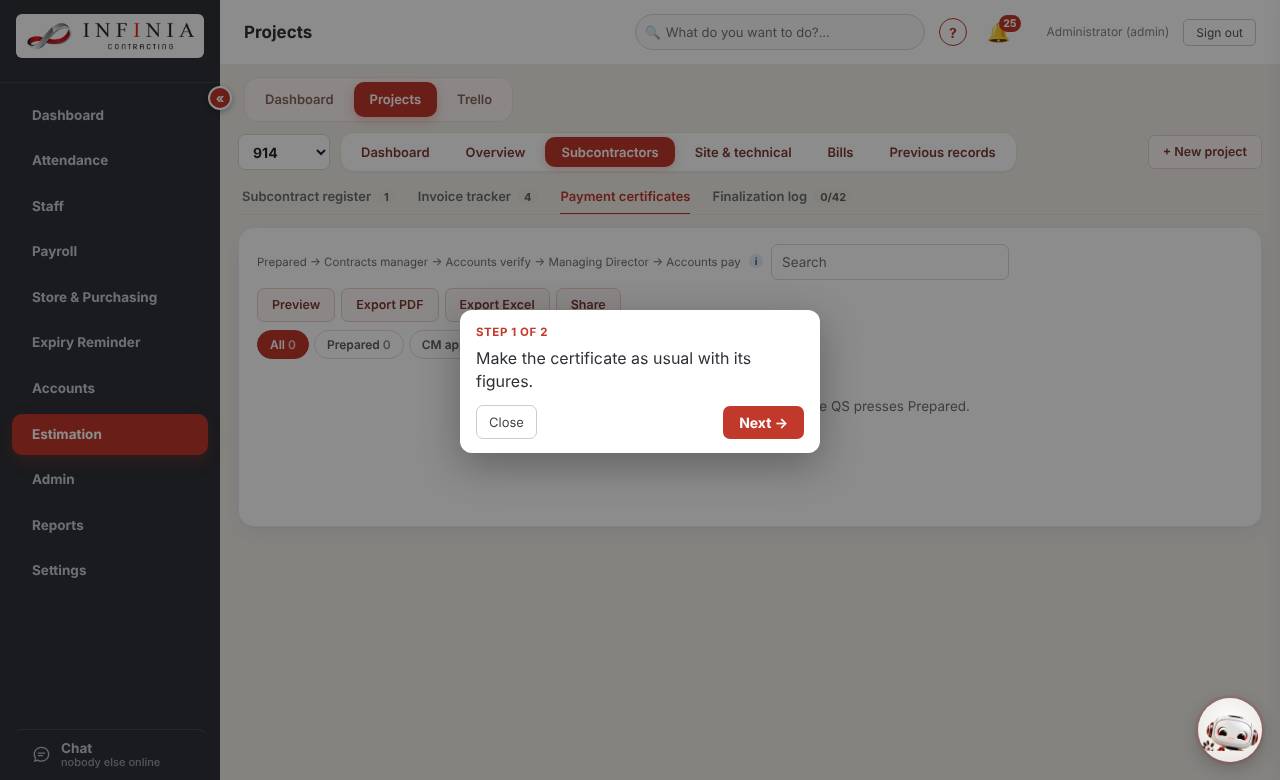 INFINIA
CONTRACTING
Projects
What do you want to do?...
?
25
Administrator (admin)
Sign out
«
Dashboard
Attendance
Staff
Payroll
Store & Purchasing
Expiry Reminder
Accounts
Estimation
Admin
Reports
Settings
Chat
nobody else online
Dashboard Projects Trello
914
Dashboard Overview Subcontractors Site & technical Bills Previous records
+ New project
Subcontract register 1 Invoice tracker 4 Payment certificates Finalization log 0/42
Prepared → Contracts manager → Accounts verify → Managing Director → Accounts pay i
Search
Preview Export PDF Export Excel Share
All 0 Prepared 0 CM
QS presses Prepared.
STEP 1 OF 2
Make the certificate as usual with its
figures.
Close
Next →